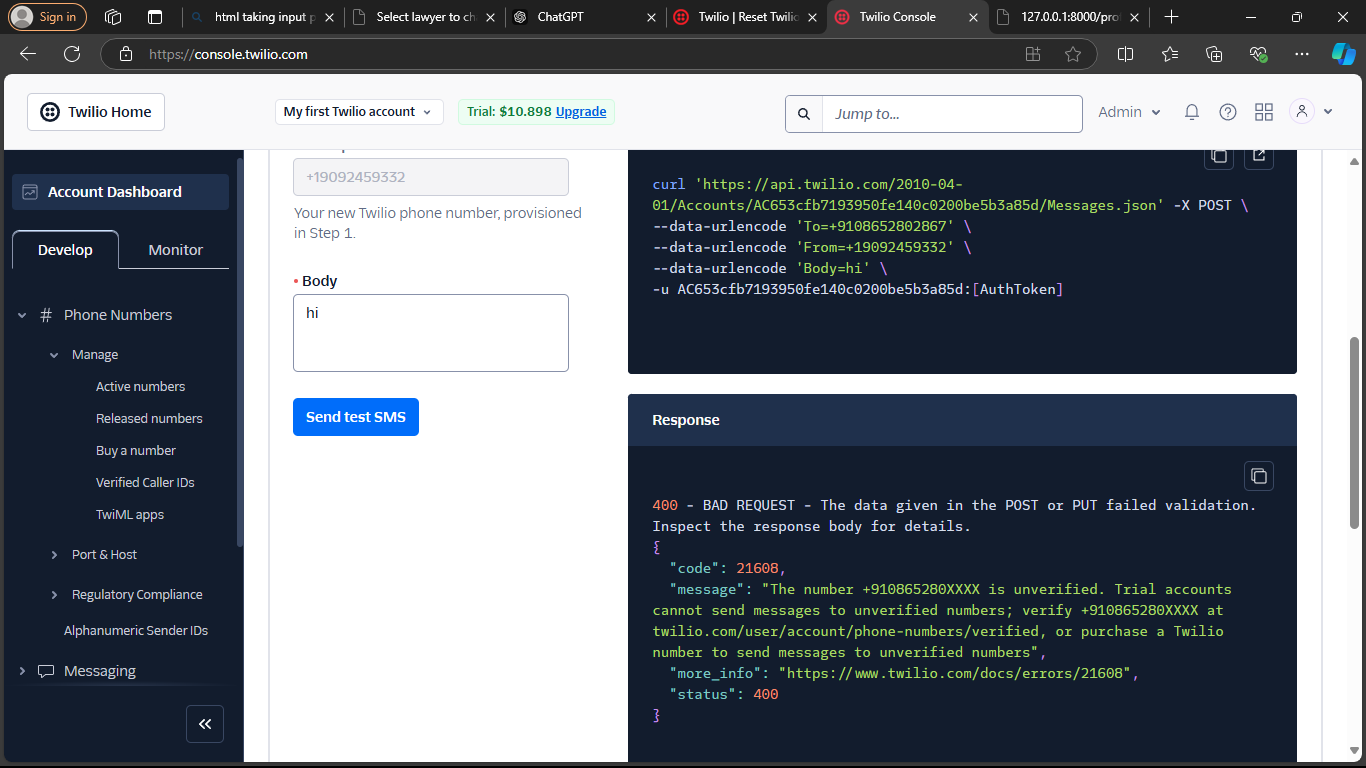 Sign in
html taking input p
Select lawyer to ch
ChatGPT
Twilio | Reset Twilio
Twilio Console
127.0.0.1:8000/pro
https://console.twilio.com
Twilio Home
My first Twilio account
Trial: $10.898 Upgrade
Jump to...
Admin
Account Dashboard
Develop
Monitor
# Phone Numbers
Manage
Active numbers
Released numbers
Buy a number
Verified Caller IDs
TwiML apps
Port & Host
Regulatory Compliance
Alphanumeric Sender IDs
Messaging
+19092459332
Your new Twilio phone number, provisioned
in Step 1.
• Body
hi
Send test SMS
curl 'https://api.twilio.com/2010-04-
01/Accounts/AC653cfb7193950fe140c0200be5b3a85d/Messages.json' -X POST \
--data-urlencode 'To=+9108652802867' \
--data-urlencode 'From=+19092459332' \
--data-urlencode 'Body=hi' \
-u AC653cfb7193950fe140c0200be5b3a85d:[AuthToken]
Response
400 - BAD REQUEST - The data given in the POST or PUT failed validation.
Inspect the response body for details.
{
"code": 21608,
"message": "The number +910865280XXXX is unverified. Trial accounts
cannot send messages to unverified numbers; verify +910865280XXXX at
twilio.com/user/account/phone-numbers/verified, or purchase a Twilio
number to send messages to unverified numbers",
"more_info": "https://www.twilio.com/docs/errors/21608",
"status": 400
}